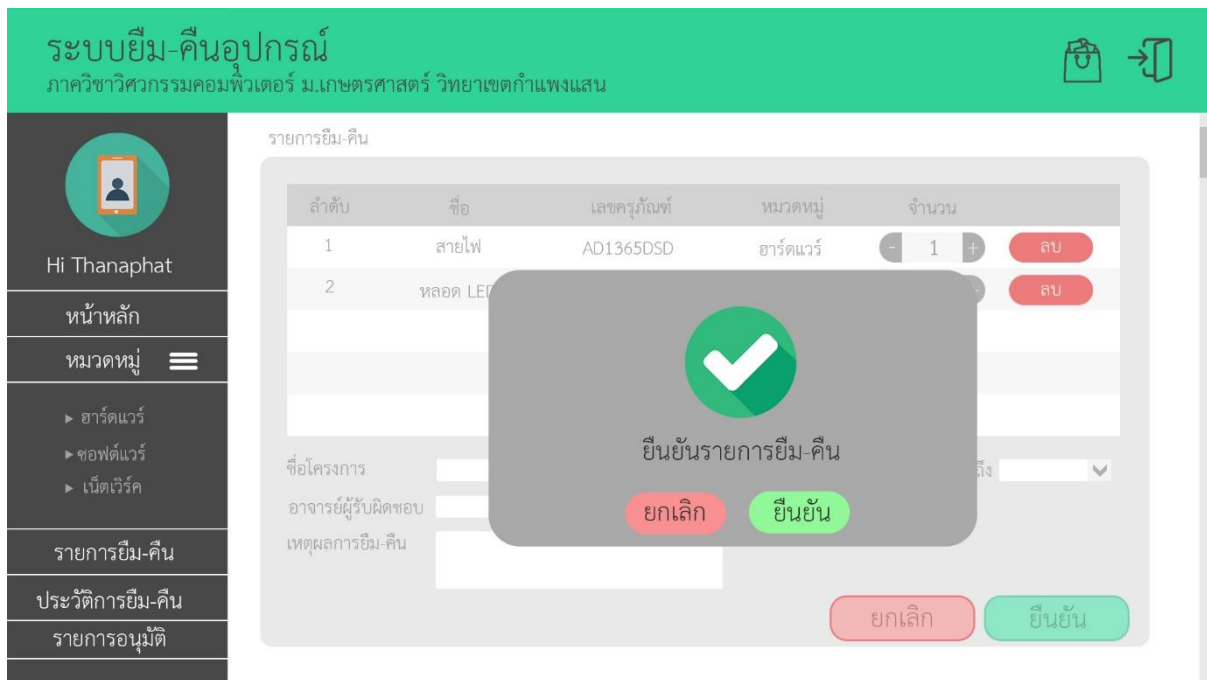 ระบบยืม-คืนอุปกรณ์
ภาควิชาวิศวกรรมคอมพิวเตอร์ ม.เกษตรศาสตร์ วิทยาเขตกำแพงแสน
Hi Thanaphat
หน้าหลัก
หมวดหมู่
ฮาร์ดแวร์
ซอฟต์แวร์
เน็ตเวิร์ค
รายการยืม-คืน
ประวัติการยืม-คืน
รายการอนุมัติ
รายการยืม-คืน
ลำดับ ชื่อ เลขครุภัณฑ์ หมวดหมู่ จำนวน
1 สายไฟ AD1365DSD ฮาร์ดแวร์ - 1 + ลบ
2 หลอด LED ลบ
ชื่อโครงการ ถึง
อาจารย์ผู้รับผิดชอบ
เหตุผลการยืม-คืน
ยกเลิก ยืนยัน
ยืนยันรายการยืม-คืน
ยกเลิก ยืนยัน